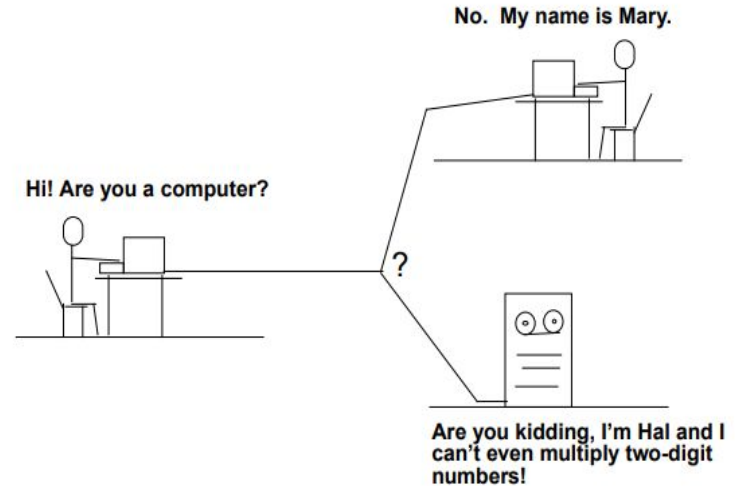 No.  My name is Mary.
Hi! Are you a computer?
?
Are you kidding, I'm Hal and I
can't even multiply two-digit
numbers!